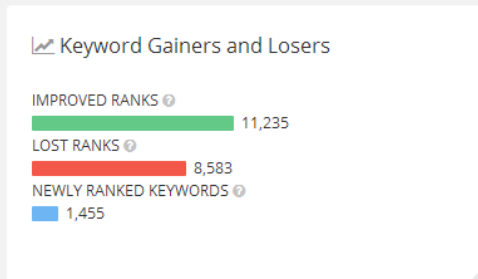 Keyword Gainers and Losers
IMPROVED RANKS
11,235
LOST RANKS
8,583
NEWLY RANKED KEYWORDS
1,455